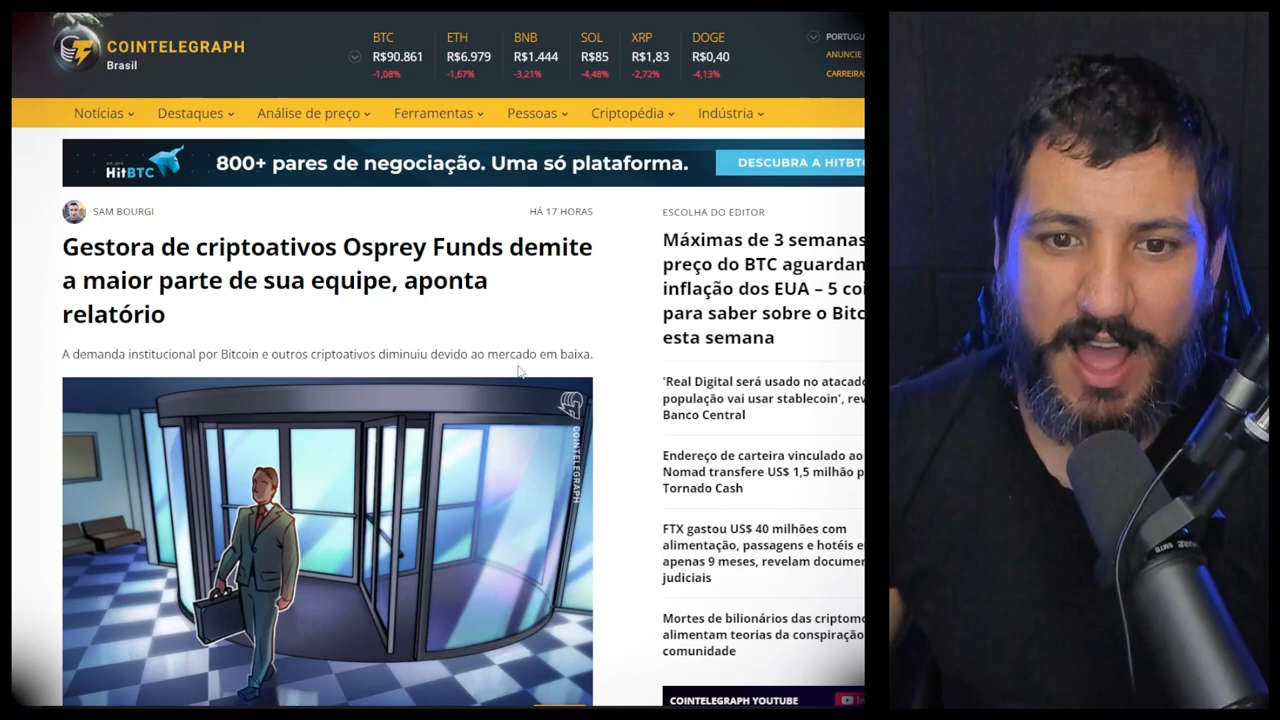 COINTELEGRAPH
Brasil
BTC ETH BNB SOL XRP DOGE
R$90.861 R$6.979 R$1.444 R$85 R$1,83 R$0,40
-1,08% -1,67% -3,21% -4,48% -2,72% -4,13%
PORTUGU
ANUNCIE
CARREIRAS
Notícias Destaques Análise de preço Ferramentas Pessoas Criptopédia Indústria
HitBTC 800+ pares de negociação. Uma só plataforma. DESCUBRA A HITBTC
SAM BOURGI HÁ 17 HORAS
Gestora de criptoativos Osprey Funds demite
a maior parte de sua equipe, aponta
relatório
A demanda institucional por Bitcoin e outros criptoativos diminuiu devido ao mercado em baixa.
COINTELEGRAPH
ESCOLHA DO EDITOR
Máximas de 3 semanas
preço do BTC aguardan
inflação dos EUA – 5 coi
para saber sobre o Bitc
esta semana
'Real Digital será usado no atacado
população vai usar stablecoin', rev
Banco Central
Endereço de carteira vinculado ao
Nomad transfere US$ 1,5 milhão p
Tornado Cash
FTX gastou US$ 40 milhões com
alimentação, passagens e hotéis e
apenas 9 meses, revelam documen
judiciais
Mortes de bilionários das criptomo
alimentam teorias da conspiração
comunidade
COINTELEGRAPH YOUTUBE
SM7B